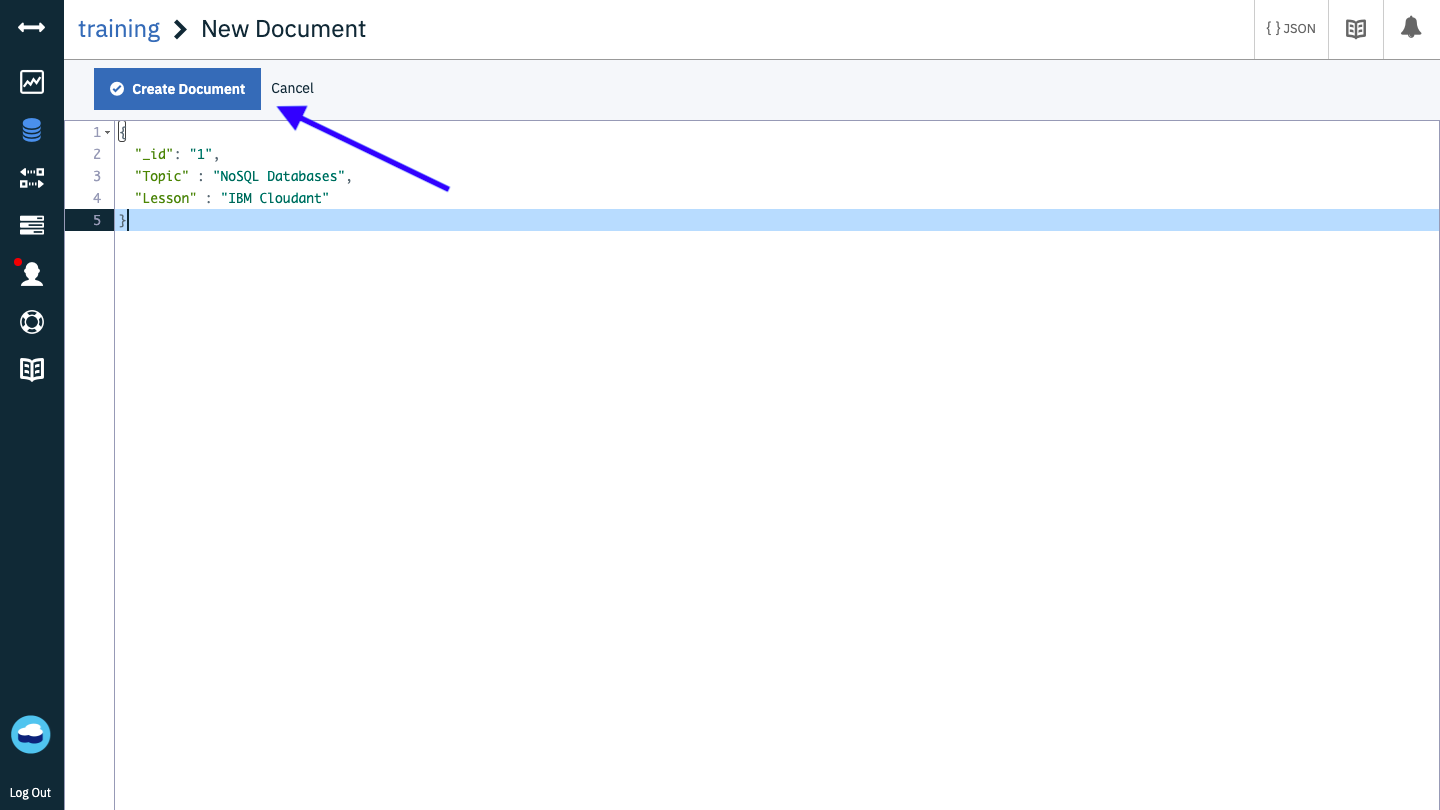 training > New Document
{ } JSON
Create Document Cancel
1 {
2 "_id": "1",
3 "Topic" : "NoSQL Databases",
4 "Lesson" : "IBM Cloudant"
5 }
Log Out